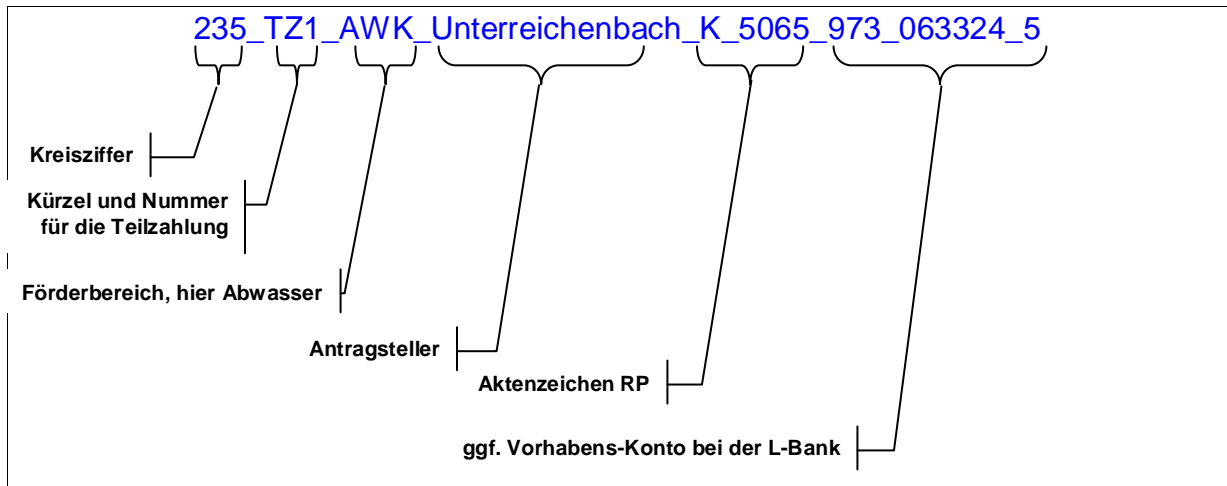 235_TZ1_AWK_Unterreichenbach_K_5065_973_063324_5
Kreisziffer
Kürzel und Nummer
für die Teilzahlung
Förderbereich, hier Abwasser
Antragsteller
Aktenzeichen RP
ggf. Vorhabens-Konto bei der L-Bank